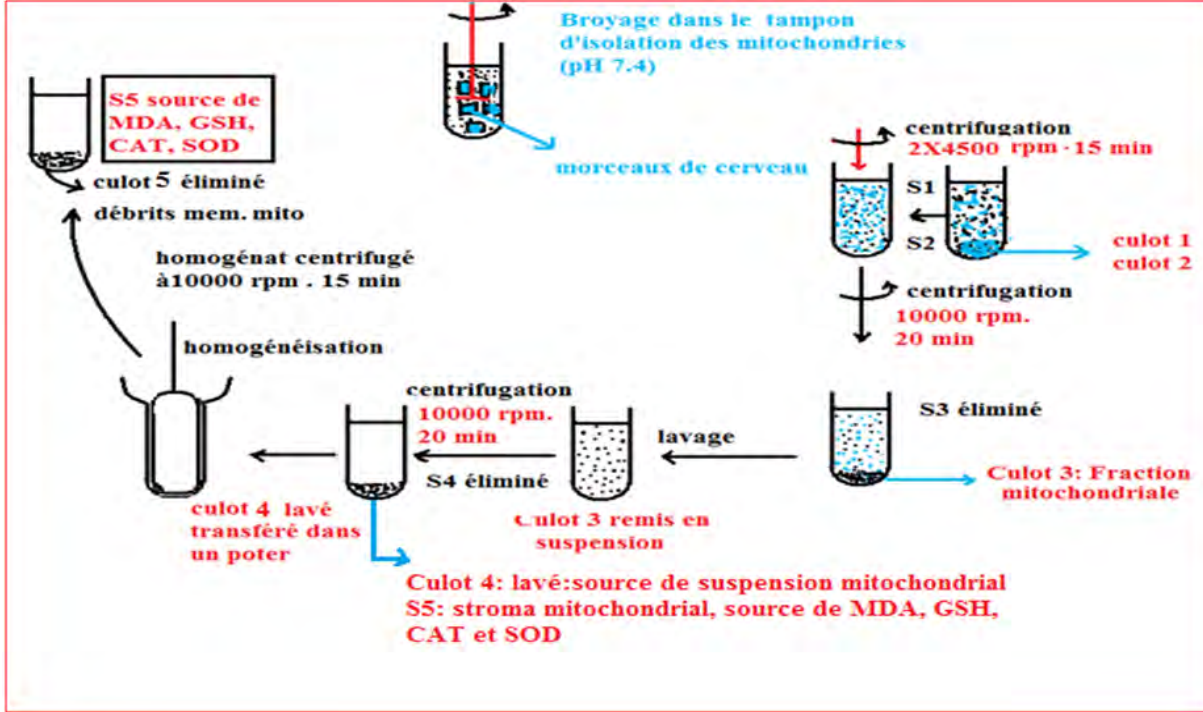 Broyage dans le tampon
d'isolation des mitochondries
(pH 7.4)
morceaux de cerveau
centrifugation
2X4500 rpm - 15 min
S1
S2
culot 1
culot 2
centrifugation
10000 rpm.
20 min
S3 éliminé
Culot 3: Fraction
mitochondriale
lavage
Culot 3 remis en
suspension
centrifugation
10000 rpm.
20 min
S4 éliminé
Culot 4: lavé:source de suspension mitochondrial
S5: stroma mitochondrial, source de MDA, GSH,
CAT et SOD
culot 4 lavé
transféré dans
un poter
homogénéisation
homogénat centrifugé
à10000 rpm . 15 min
S5 source de
MDA, GSH,
CAT, SOD
culot 5 éliminé
débrits mem. mito